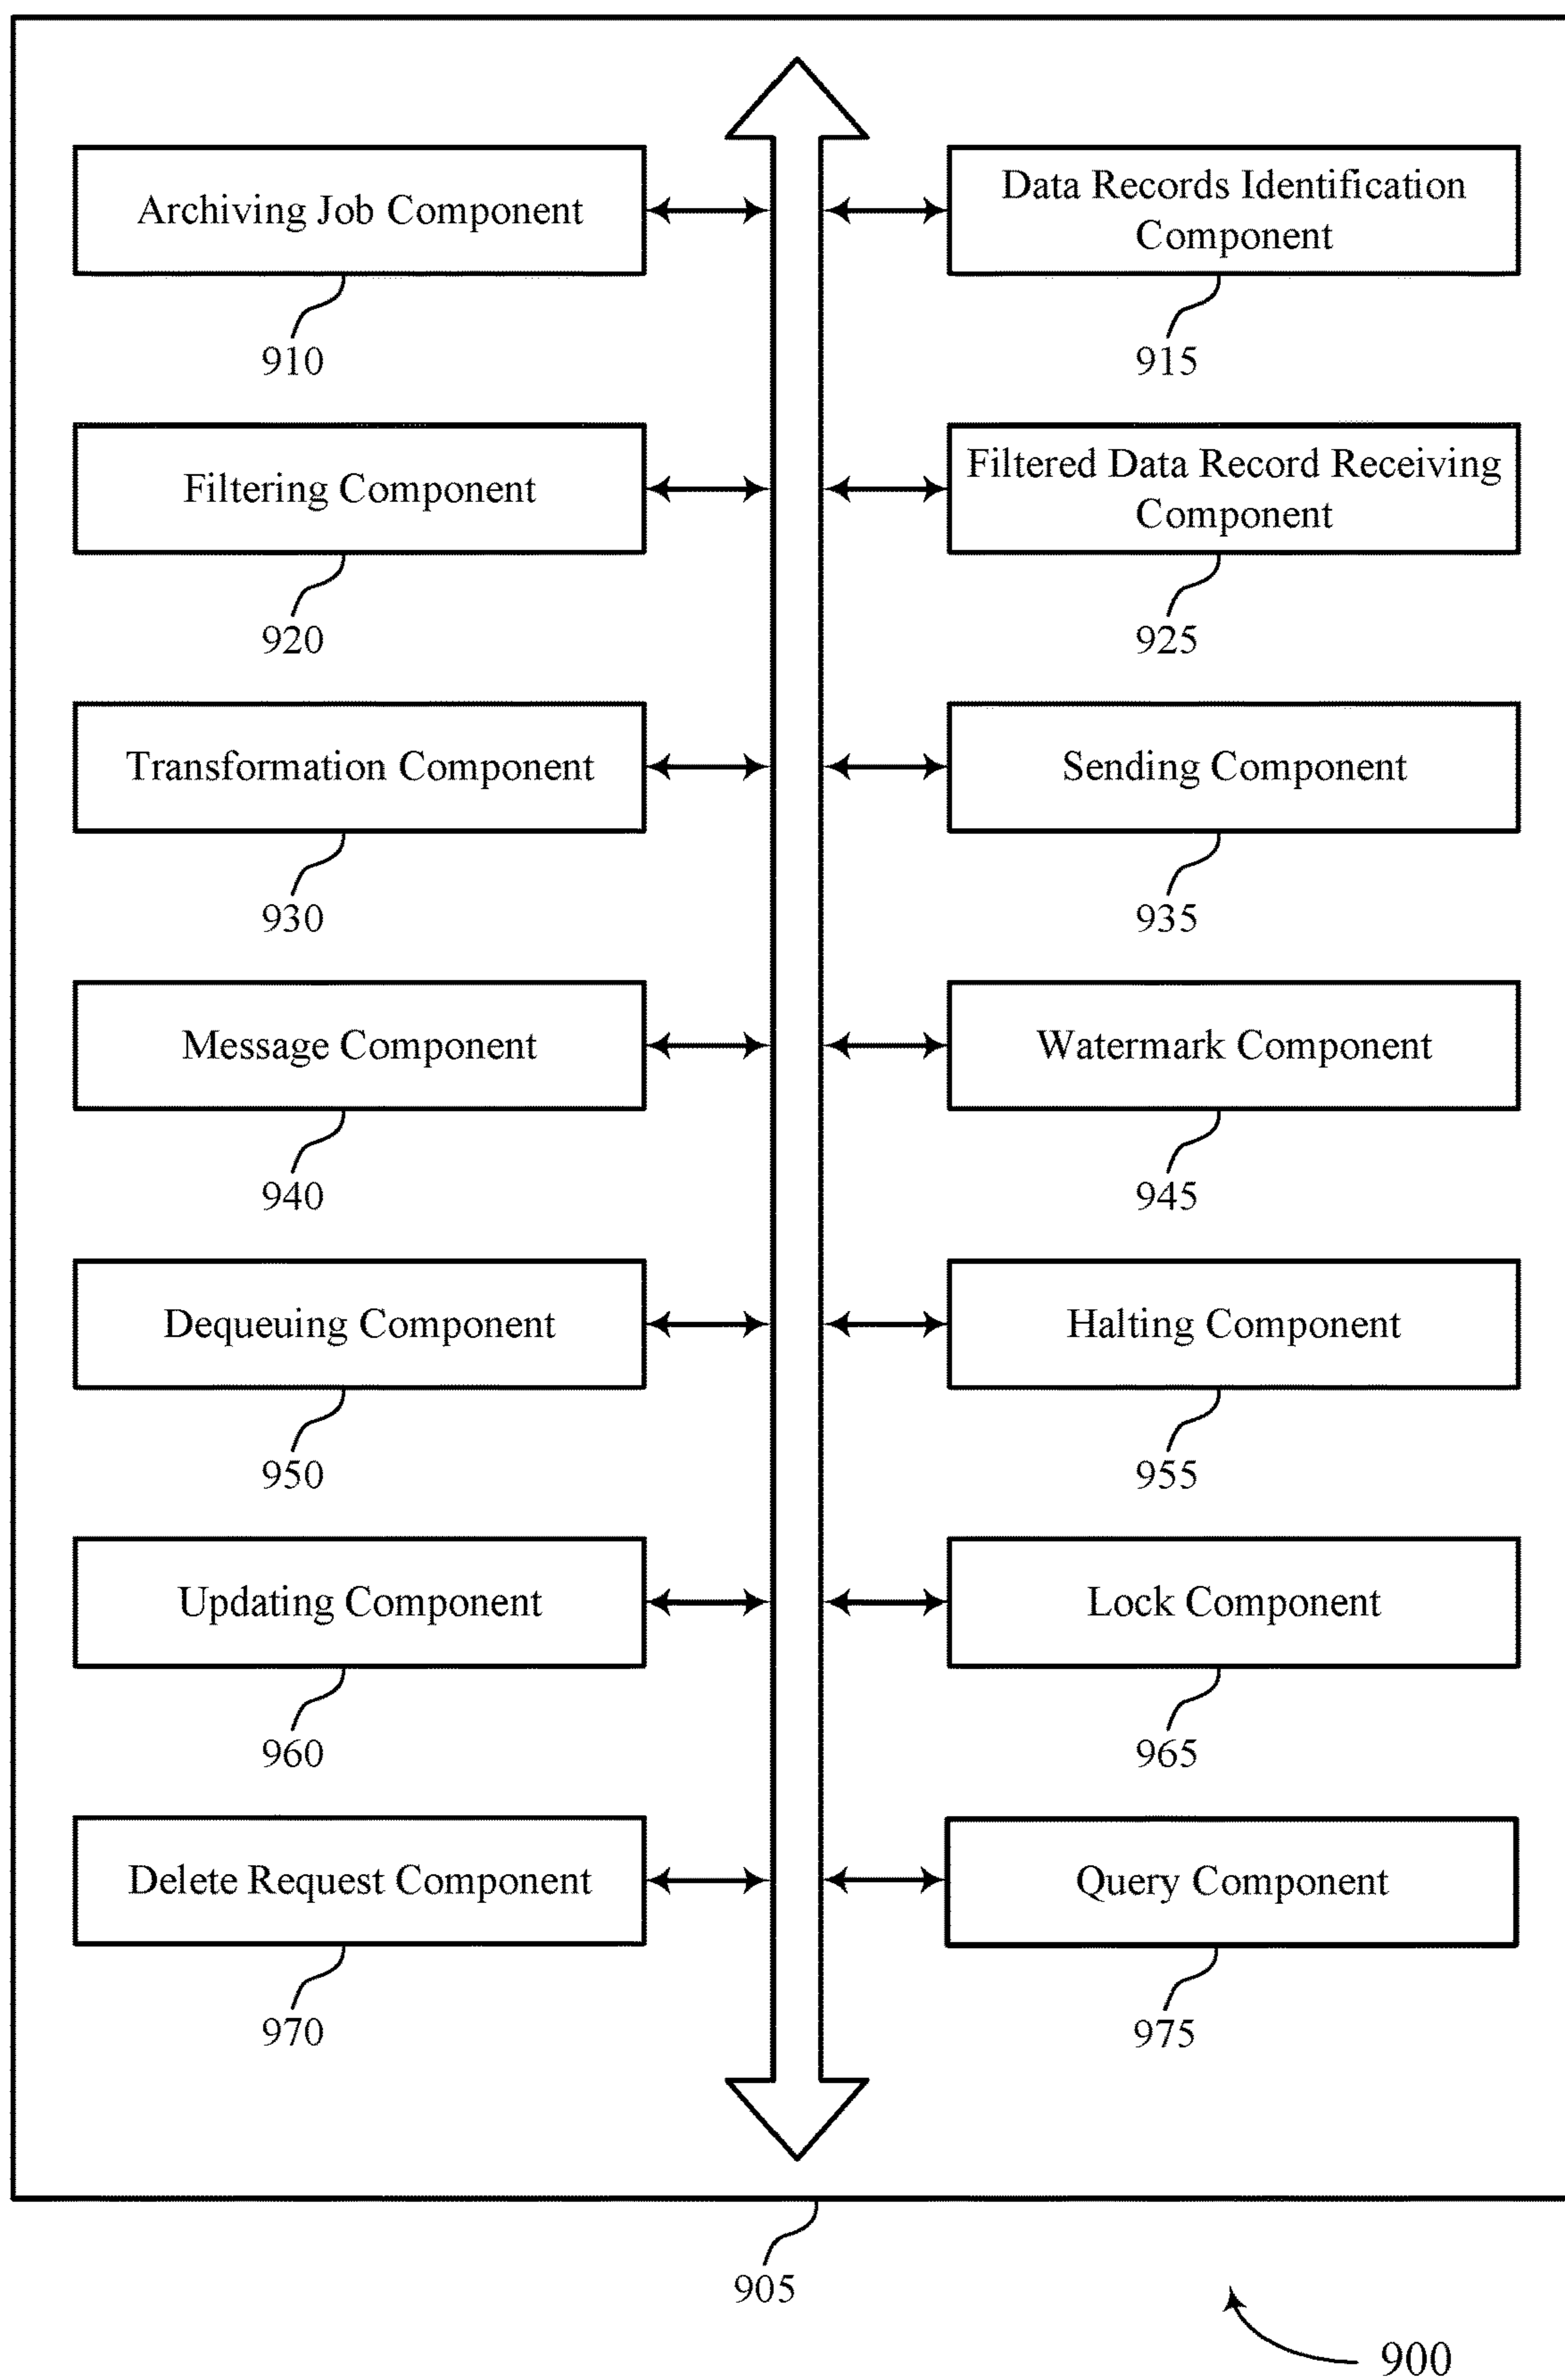 Archiving Job Component
910
Data Records Identification
Component
915
Filtering Component
920
Filtered Data Record Receiving
Component
925
Transformation Component
930
Sending Component
935
Message Component
940
Watermark Component
945
Dequeuing Component
950
Halting Component
955
Updating Component
960
Lock Component
965
Delete Request Component
970
Query Component
975
905
900